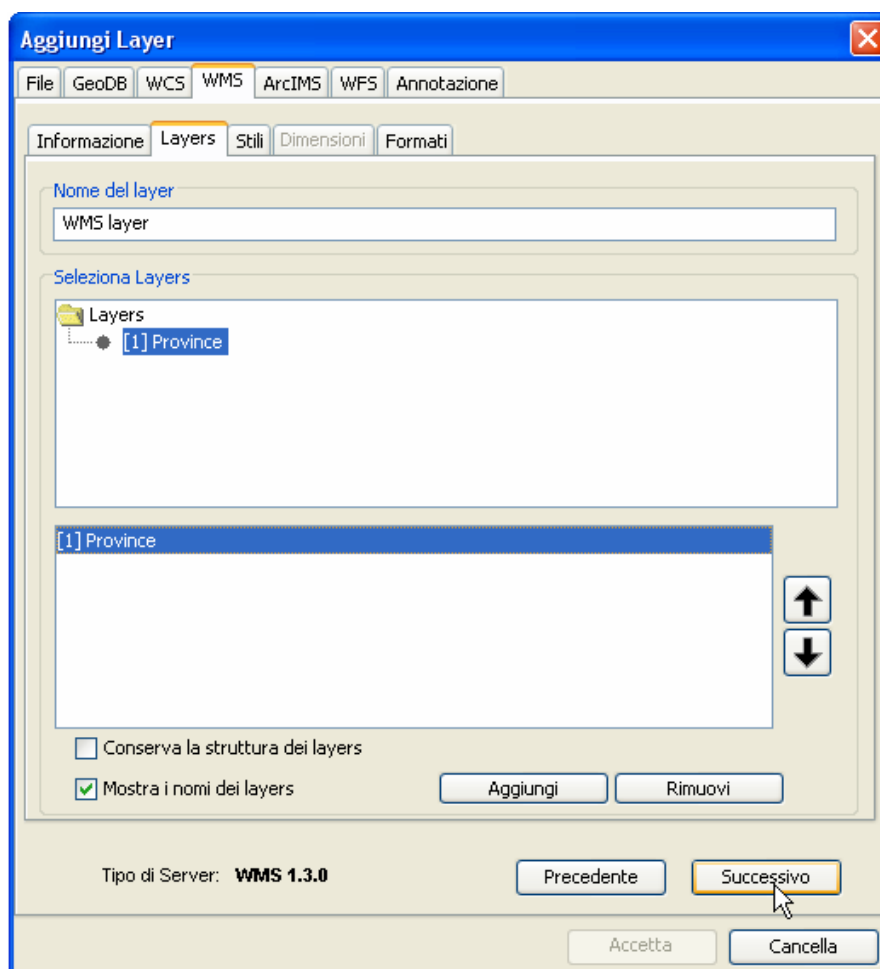 Aggiungi Layer
File GeoDB WCS WMS ArcIMS WFS Annotazione
Informazione Layers Stili Dimensioni Formati
Nome del layer
WMS layer
Seleziona Layers
Layers
[1] Province
[1] Province
Conserva la struttura dei layers
Mostra i nomi dei layers Aggiungi Rimuovi
Tipo di Server: WMS 1.3.0 Precedente Successivo
Accetta Cancella